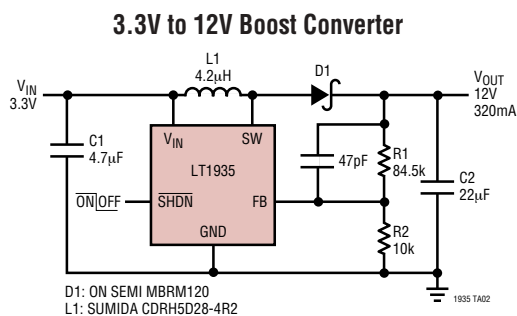 3.3V to 12V Boost Converter
L1
4.2µH
D1
VIN
3.3V
VOUT
12V
320mA
C1
4.7µF
VIN
SW
LT1935
47pF
R1
84.5k
C2
22µF
ON OFF
SHDN
FB
GND
R2
10k
D1: ON SEMI MBRM120
L1: SUMIDA CDRH5D28-4R2
1935 TA02